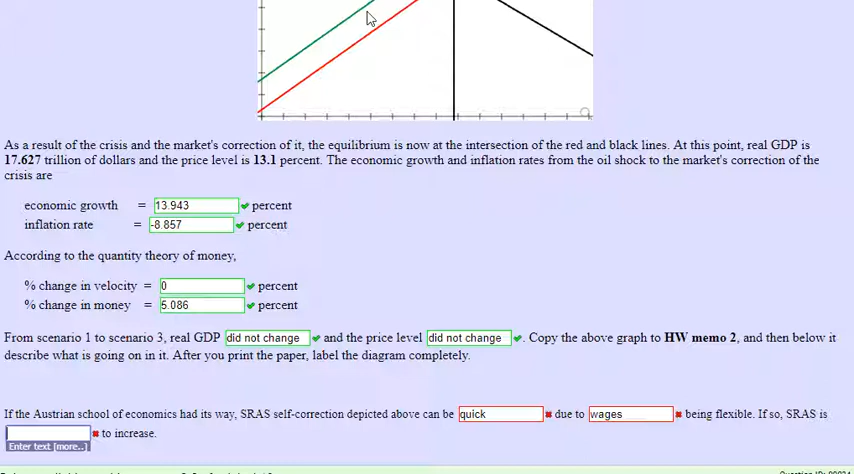 As a result of the crisis and the market's correction of it, the equilibrium is now at the intersection of the red and black lines. At this point, real GDP is
17.627 trillion of dollars and the price level is 13.1 percent. The economic growth and inflation rates from the oil shock to the market's correction of the
crisis are
economic growth = 13.943 percent
inflation rate = -8.857 percent
According to the quantity theory of money,
% change in velocity = 0 percent
% change in money = 5.086 percent
From scenario 1 to scenario 3, real GDP did not change and the price level did not change . Copy the above graph to HW memo 2, and then below it
describe what is going on in it. After you print the paper, label the diagram completely.
If the Austrian school of economics had its way, SRAS self-correction depicted above can be quick due to wages being flexible. If so, SRAS is
to increase.
Enter text [more..]